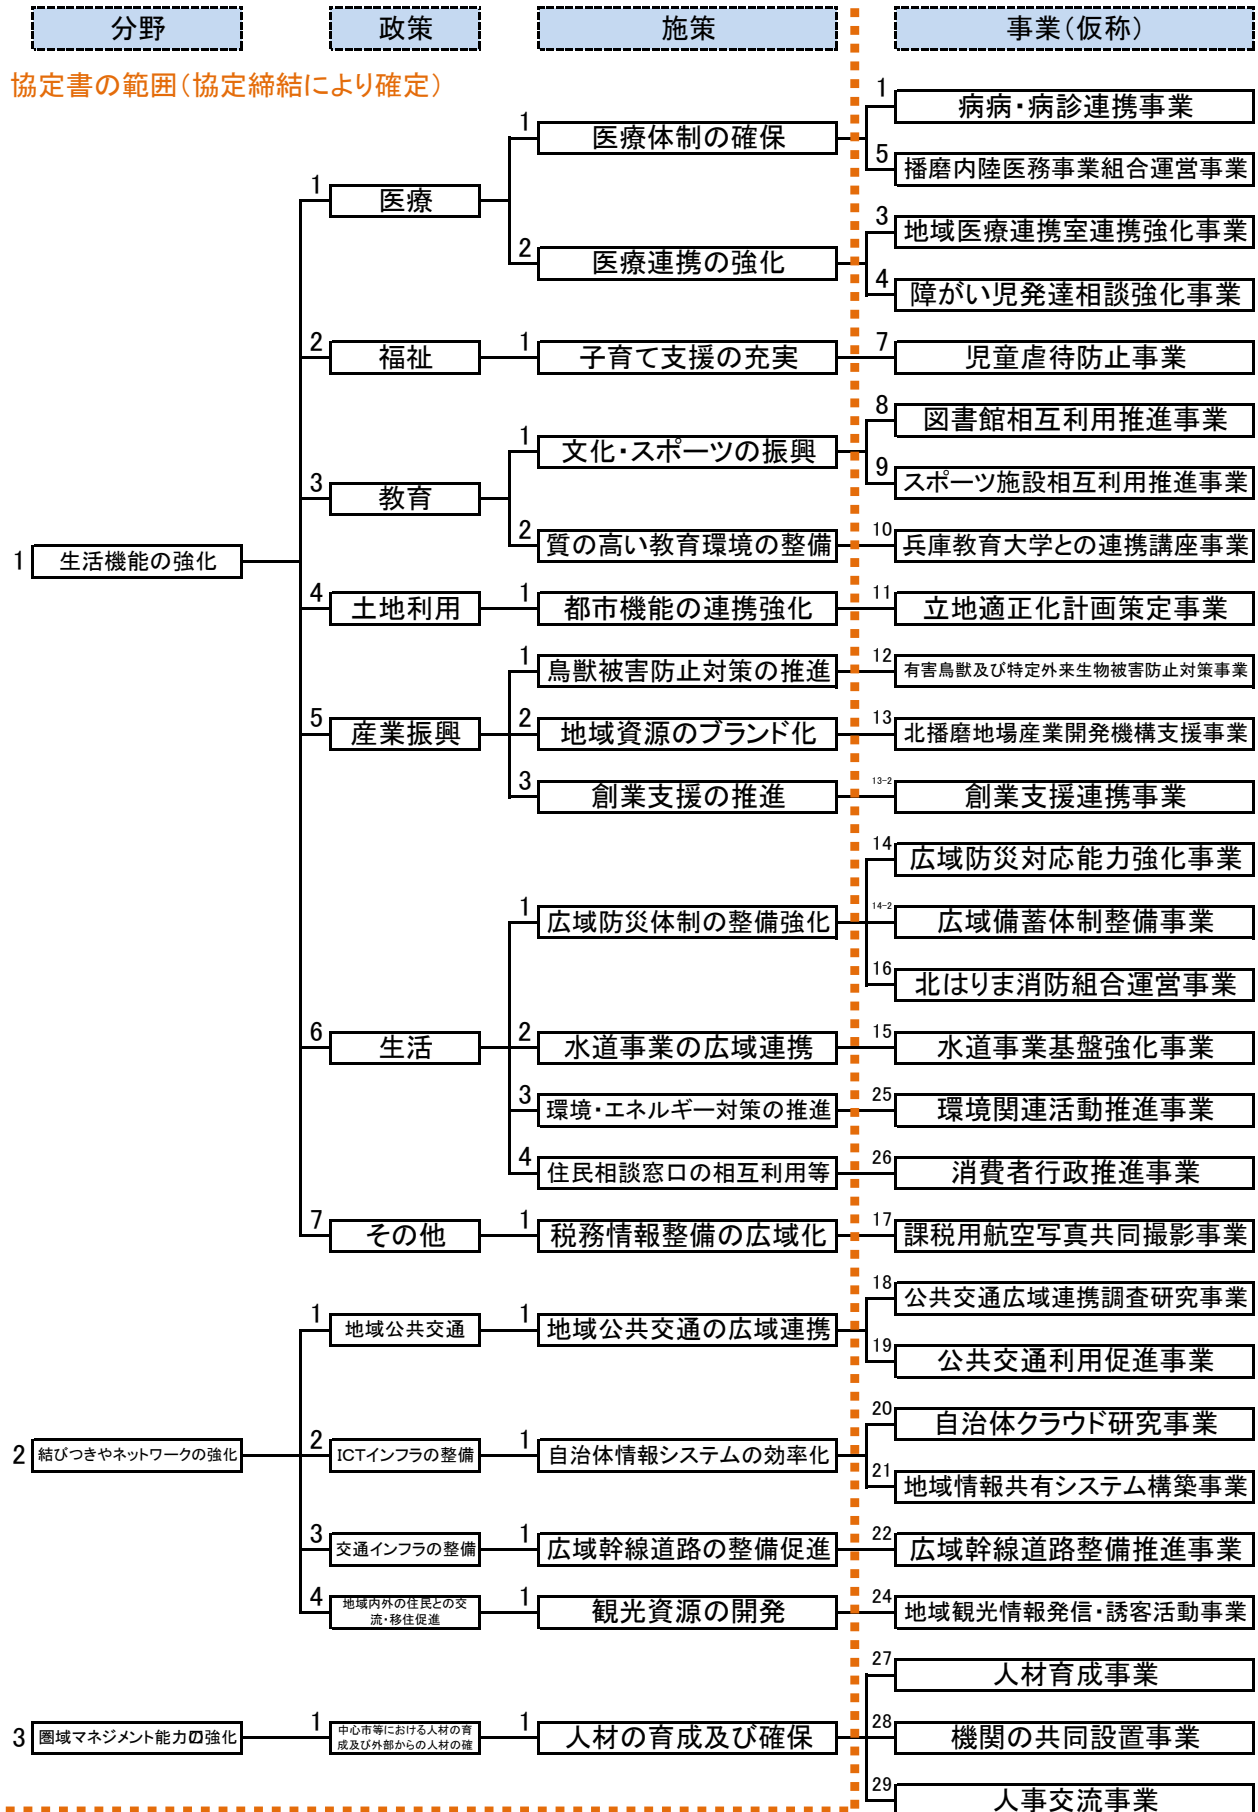 分野 政策 施策 事業（仮称）
協定書の範囲（協定締結により確定）
1 生活機能の強化
1 医療
1 医療体制の確保
1 病病・病診連携事業
5 播磨内陸医務事業組合運営事業
2 医療連携の強化
3 地域医療連携室連携強化事業
4 障がい児発達相談強化事業
2 福祉
1 子育て支援の充実
7 児童虐待防止事業
3 教育
1 文化・スポーツの振興
8 図書館相互利用推進事業
9 スポーツ施設相互利用推進事業
2 質の高い教育環境の整備
10 兵庫教育大学との連携講座事業
4 土地利用
1 都市機能の連携強化
11 立地適正化計画策定事業
5 産業振興
1 鳥獣被害防止対策の推進
12 有害鳥獣及び特定外来生物被害防止対策事業
2 地域資源のブランド化
13 北播磨地場産業開発機構支援事業
3 創業支援の推進
13-2 創業支援連携事業
6 生活
1 広域防災体制の整備強化
14 広域防災対応能力強化事業
14-2 広域備蓄体制整備事業
16 北はりま消防組合運営事業
2 水道事業の広域連携
15 水道事業基盤強化事業
3 環境・エネルギー対策の推進
25 環境関連活動推進事業
4 住民相談窓口の相互利用等
26 消費者行政推進事業
7 その他
1 税務情報整備の広域化
17 課税用航空写真共同撮影事業
2 結びつきやネットワークの強化
1 地域公共交通
1 地域公共交通の広域連携
18 公共交通広域連携調査研究事業
19 公共交通利用促進事業
2 ICTインフラの整備
1 自治体情報システムの効率化
20 自治体クラウド研究事業
21 地域情報共有システム構築事業
3 交通インフラの整備
1 広域幹線道路の整備促進
22 広域幹線道路整備推進事業
4 地域内外の住民との交
流・移住促進
1 観光資源の開発
24 地域観光情報発信・誘客活動事業
3 圏域マネジメント能力の強化
1 中心市等における人材の育
成及び外部からの人材の確
1 人材の育成及び確保
27 人材育成事業
28 機関の共同設置事業
29 人事交流事業